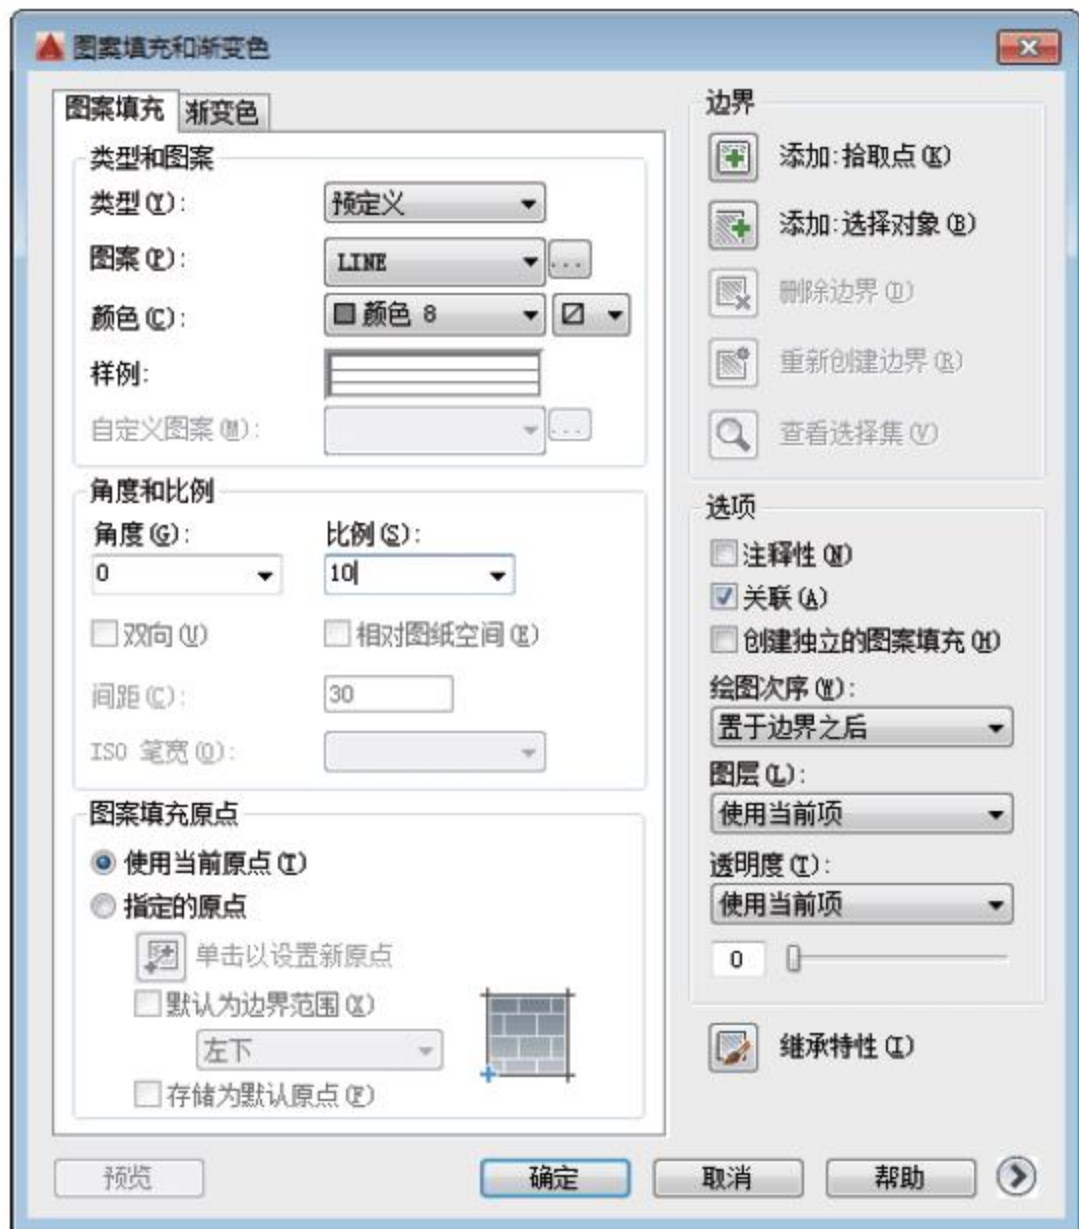 图案填充和渐变色
图案填充 渐变色
类型和图案
类型(Y): 预定义
图案(P): LINE ...
颜色(C): 颜色 8
样例:
自定义图案(M): ...
角度和比例
角度(G): 比例(S):
0 10
双向(U) 相对图纸空间(E)
间距(C): 30
ISO 笔宽(O):
图案填充原点
使用当前原点(T)
指定的原点
单击以设置新原点
默认为边界范围(X)
左下
存储为默认原点(F)
边界
添加:拾取点(K)
添加:选择对象(B)
删除边界(D)
重新创建边界(R)
查看选择集(V)
选项
注释性(N)
关联(A)
创建独立的图案填充(H)
绘图次序(W):
置于边界之后
图层(L):
使用当前项
透明度(T):
使用当前项
0
继承特性(I)
预览 确定 取消 帮助